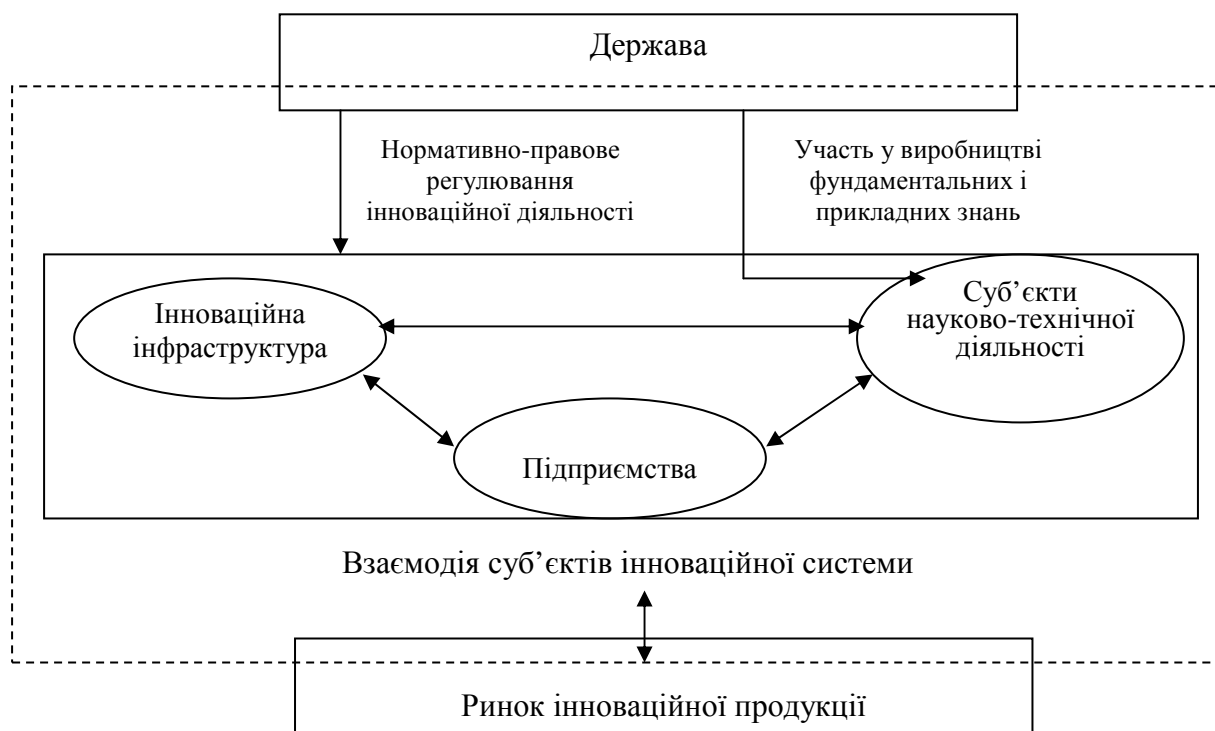 Держава
Нормативно-правове
регулювання
інноваційної діяльності
Участь у виробництві
фундаментальних і
прикладних знань
Інноваційна
інфраструктура
Суб’єкти
науково-технічної
діяльності
Підприємства
Взаємодія суб’єктів інноваційної системи
Ринок інноваційної продукції